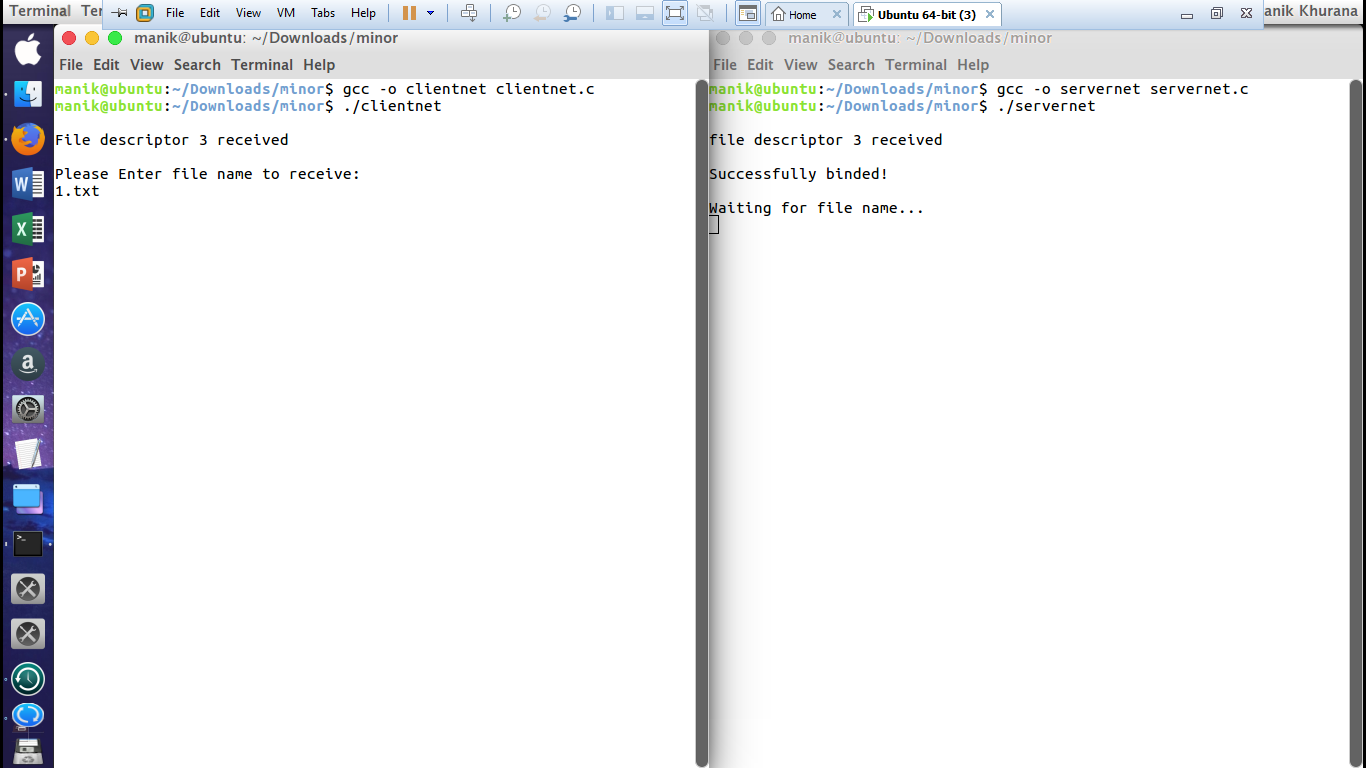 Terminal Ter File Edit View VM Tabs Help Home Ubuntu 64-bit (3) anik Khurana
manik@ubuntu: ~/Downloads/minor
File Edit View Search Terminal Help
manik@ubuntu:~/Downloads/minor$ gcc -o clientnet clientnet.c
manik@ubuntu:~/Downloads/minor$ ./clientnet
File descriptor 3 received
Please Enter file name to receive:
1.txt
manik@ubuntu: ~/Downloads/minor
File Edit View Search Terminal Help
manik@ubuntu:~/Downloads/minor$ gcc -o servernet servernet.c
manik@ubuntu:~/Downloads/minor$ ./servernet
file descriptor 3 received
Successfully binded!
Waiting for file name...